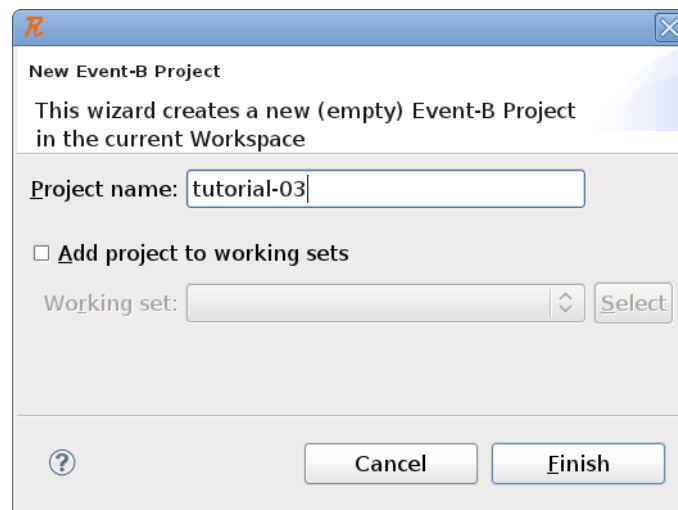 New Event-B Project
This wizard creates a new (empty) Event-B Project
in the current Workspace
Project name: tutorial-03
Add project to working sets
Working set: Select
Cancel Finish